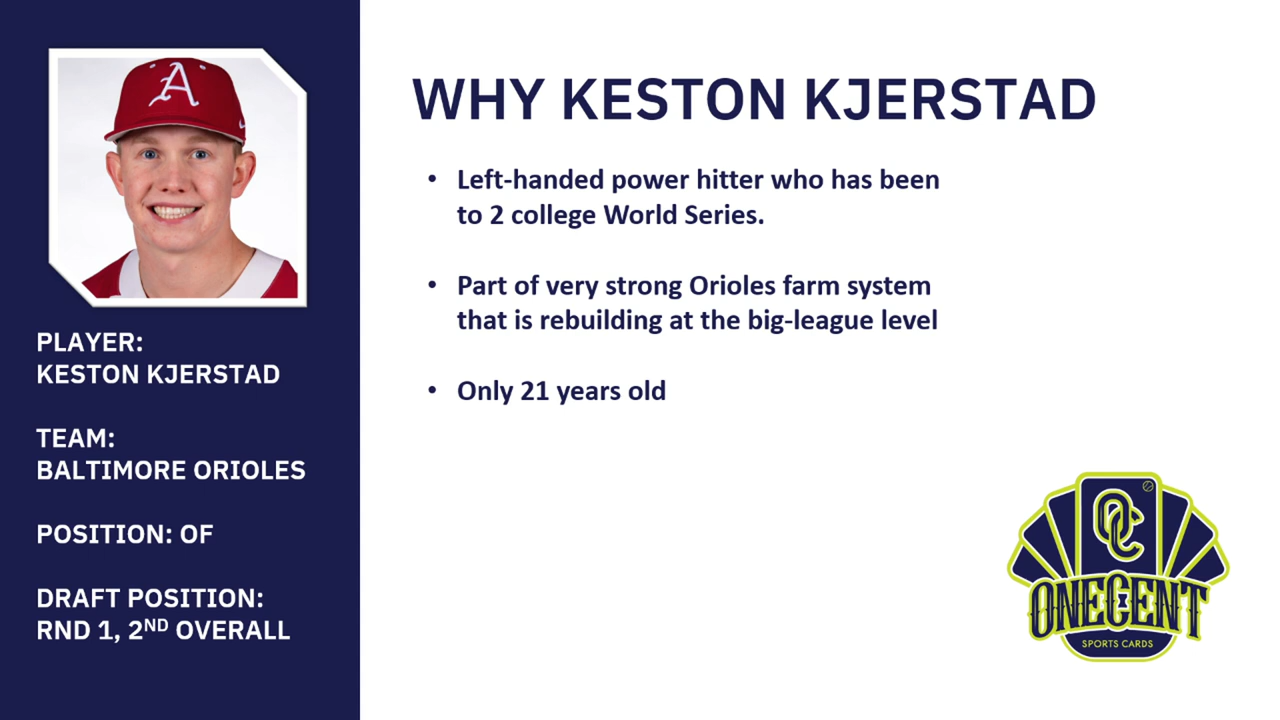 A
PLAYER:
KESTON KJERSTAD
TEAM:
BALTIMORE ORIOLES
POSITION: OF
DRAFT POSITION:
RND 1, 2ND OVERALL
WHY KESTON KJERSTAD
• Left-handed power hitter who has been
to 2 college World Series.
• Part of very strong Orioles farm system
that is rebuilding at the big-league level
• Only 21 years old
OC
ONECENT
SPORTS CARDS